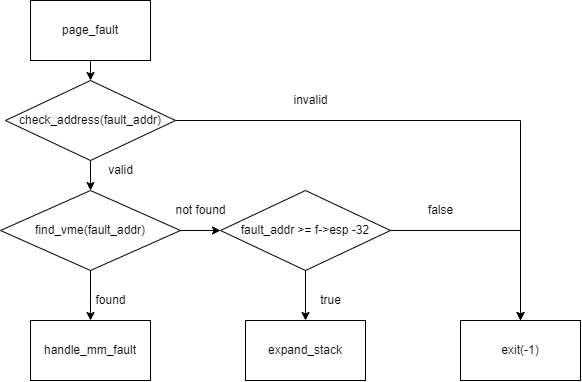 page_fault
check_address(fault_addr)
invalid
valid
find_vme(fault_addr)
not found
fault_addr >= f->esp -32
false
found
true
handle_mm_fault
expand_stack
exit(-1)